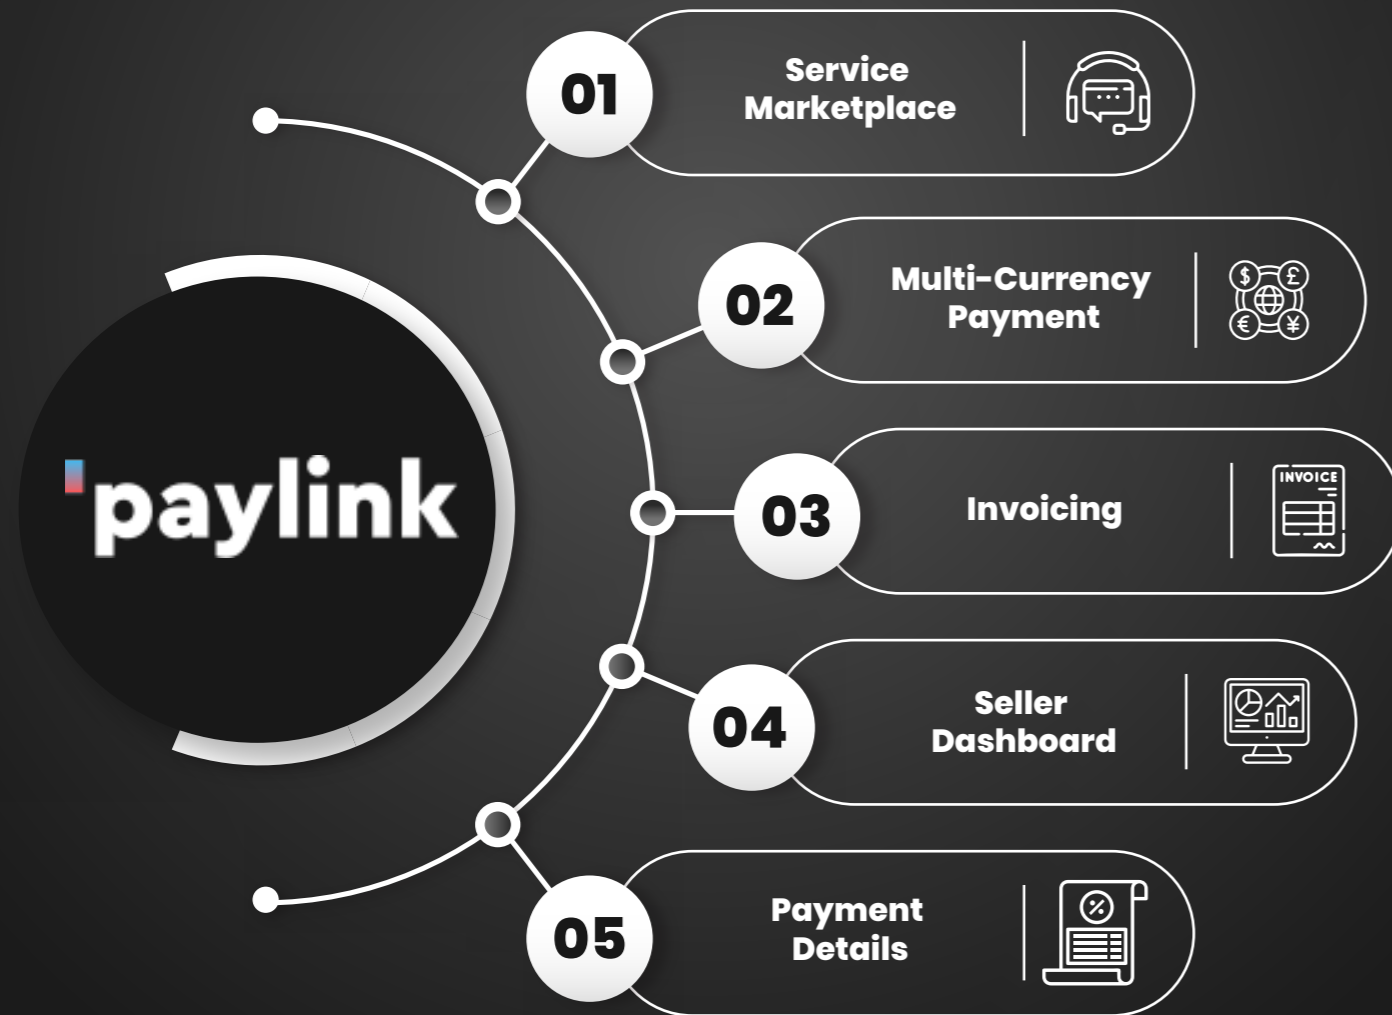 paylink
01
Service
Marketplace
02
Multi-Currency
Payment
$ £
€ ¥
03
Invoicing
INVOICE
04
Seller
Dashboard
05
Payment
Details
%